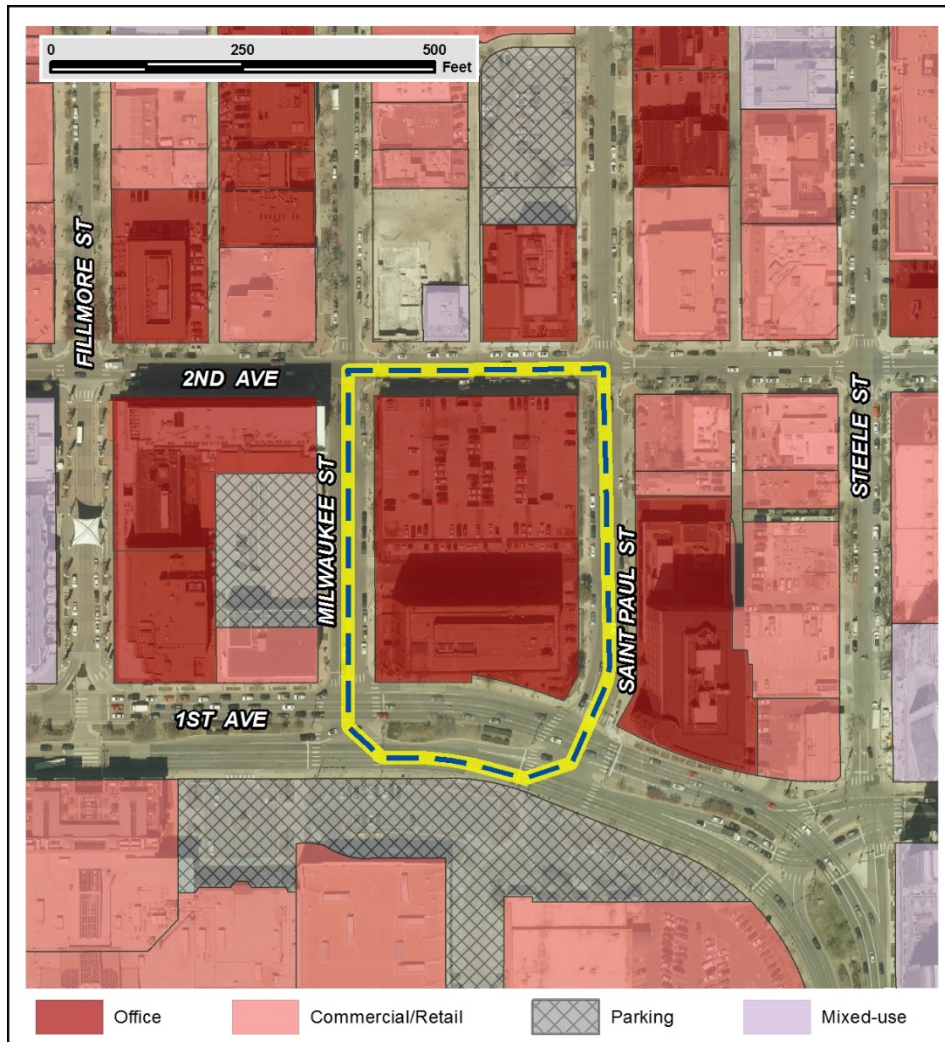 0 250 500
Feet
FILLMORE ST
2ND AVE
MILWAUKEE ST
SAINT PAUL ST
STEELE ST
1ST AVE
Office
Commercial/Retail
Parking
Mixed-use